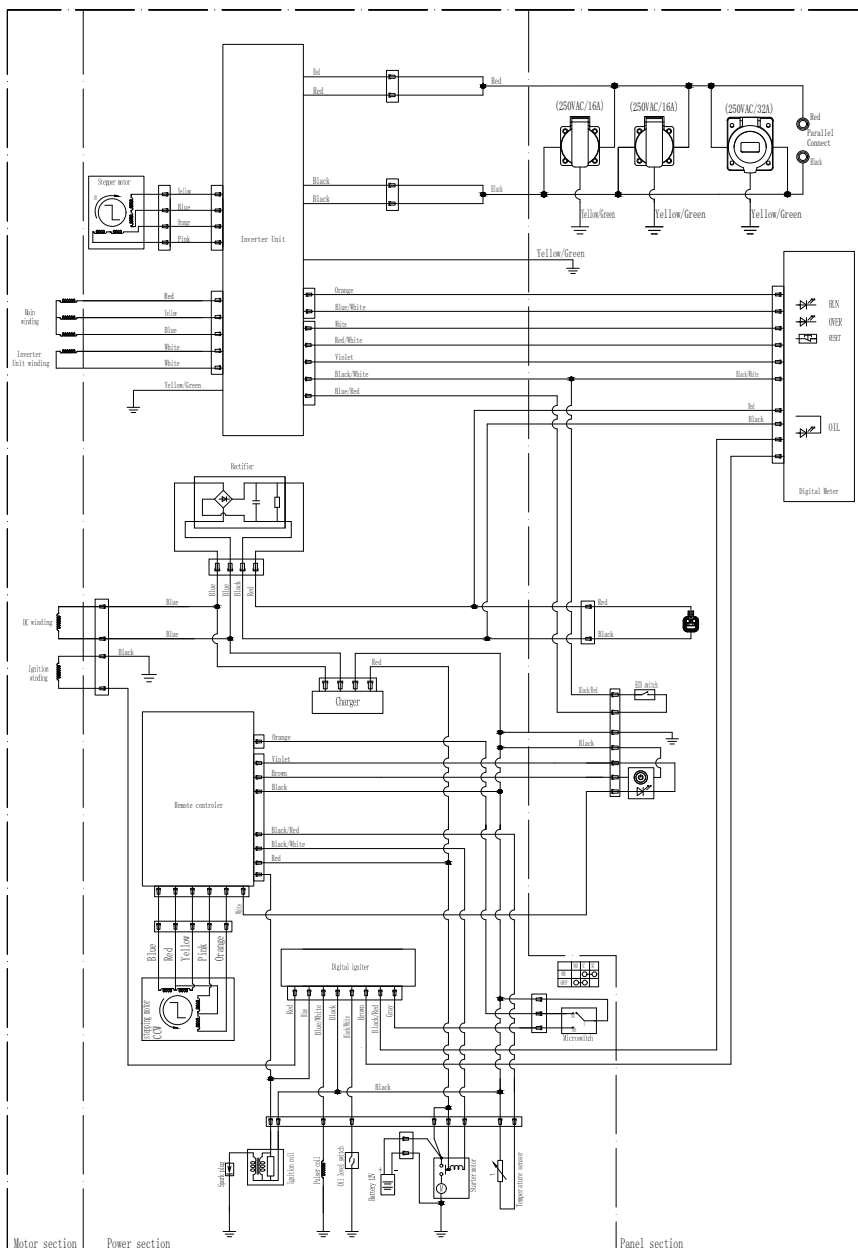 Red
Red
Red
(250VAC/16A)
(250VAC/16A)
(250VAC/32A)
Red
Parallel
Connect
Black
Black
Black
Black
Yellow/Green
Yellow/Green
Yellow/Green
Stepper motor
Yellow
Blue
Orange
Pink
Inverter Unit
Yellow/Green
Main
winding
Red
Yellow
Blue
Inverter
Unit winding
White
White
Yellow/Green
Orange
Blue/White
White
Red/White
Violet
Black/White
Blue/Red
Black/White
Red
Black
RUN
OVER
RESET
OIL
Digital Meter
Rectifier
Blue
Blue
Black
Red
DC winding
Blue
Blue
Ignition
winding
Black
Red
Black
Red
Charger
Black/Red
Black
Remote controler
Orange
Violet
Brown
Black
Black/Red
Black/White
Red
White
Blue
Red
Yellow
Pink
Orange
stepping motor
CCW
Digital igniter
Red
Blue
Blue/White
Black
Black/White
Brown
Black/Red
Gray
ON
OFF
Microswitch
Black
Spark plug
Ignition coil
Pulser coil
Oil level switch
Battery 12V
+
-
M
Starter motor
Temperature sensor
Motor section
Power section
Panel section